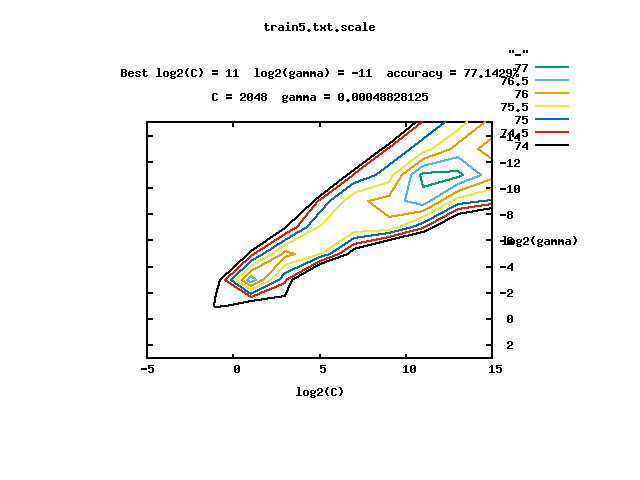 train5.txt.scale
"-"
Best log2(C) = 11 log2(gamma) = -11 accuracy = 77.1429%
77
76.5
C = 2048 gamma = 0.00048828125
76
75.5
75
74.5
-14
74
-12
-10
-8
-6
log2(gamma)
-4
-2
0
2
-5 0 5 10 15
log2(C)